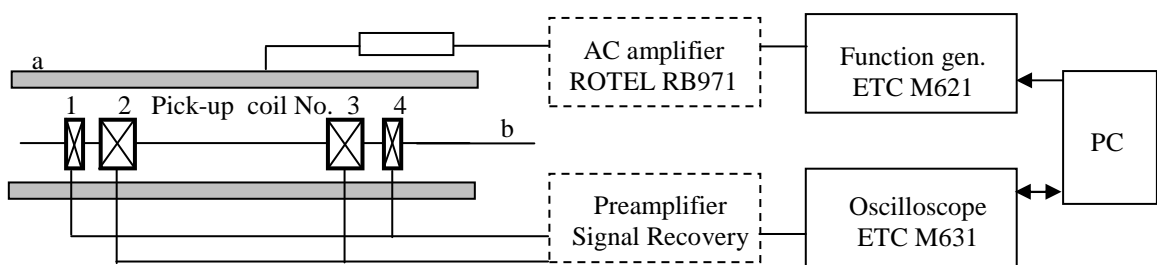 a
AC amplifier
ROTEL RB971
Function gen.
ETC M621
1 2 Pick-up coil No. 3 4
b
PC
Preamplifier
Signal Recovery
Oscilloscope
ETC M631